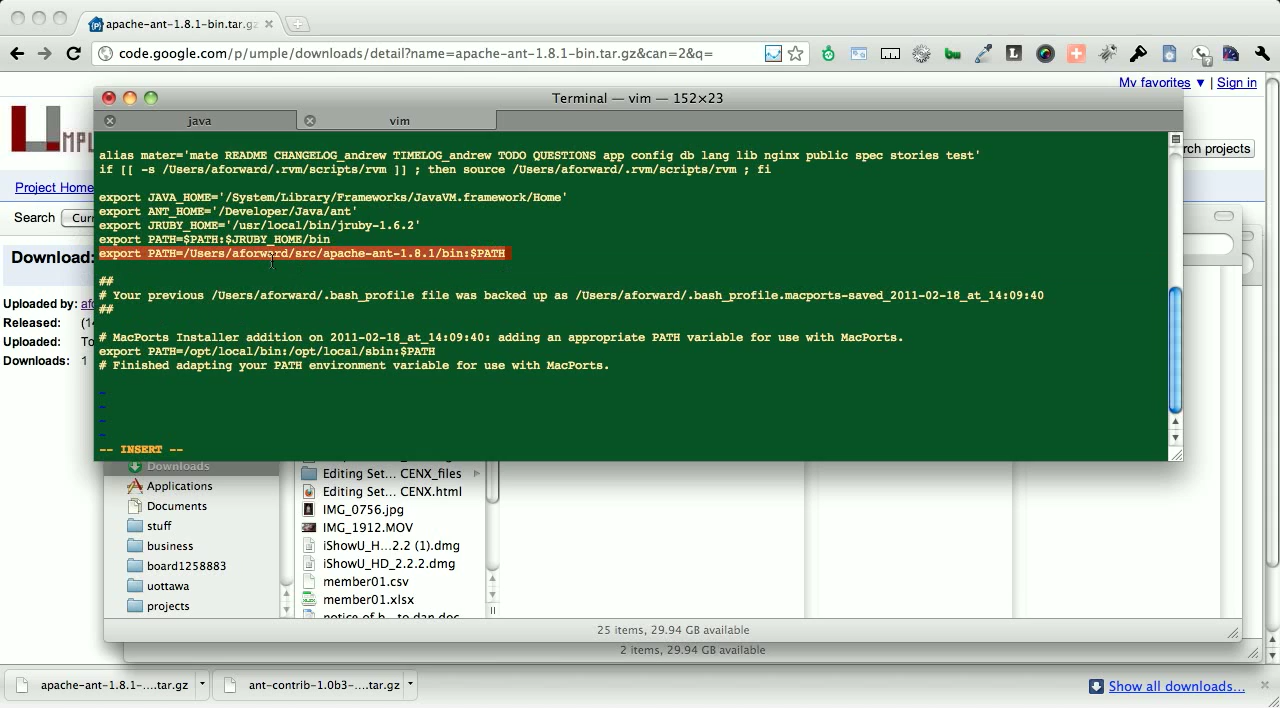 apache-ant-1.8.1-bin.tar.gz
code.google.com/p/umple/downloads/detail?name=apache-ant-1.8.1-bin.tar.gz&can=2&q=
My favorites ▼ | Sign in
Terminal — vim — 152×23
java
vim
alias mater='mate README CHANGELOG_andrew TIMELOG_andrew TODO QUESTIONS app config db lang lib nginx public spec stories test'
if [[ -s /Users/aforward/.rvm/scripts/rvm ]] ; then source /Users/aforward/.rvm/scripts/rvm ; fi
export JAVA_HOME='/System/Library/Frameworks/JavaVM.framework/Home'
export ANT_HOME='/Developer/Java/ant'
export JRUBY_HOME='/usr/local/bin/jruby-1.6.2'
export PATH=$PATH:$JRUBY_HOME/bin
export PATH=/Users/aforward/src/apache-ant-1.8.1/bin:$PATH
##
# Your previous /Users/aforward/.bash_profile file was backed up as /Users/aforward/.bash_profile.macports-saved_2011-02-18_at_14:09:40
##
# MacPorts Installer addition on 2011-02-18_at_14:09:40: adding an appropriate PATH variable for use with MacPorts.
export PATH=/opt/local/bin:/opt/local/sbin:$PATH
# Finished adapting your PATH environment variable for use with MacPorts.
~
~
~
~
-- INSERT --
Project Home
projects
Search
Download:
Uploaded by:
Released:
Uploaded:
Downloads: 1
Downloads
Applications
Documents
stuff
business
board1258883
uottawa
projects
Editing Set... CENX_files
Editing Set... CENX.html
IMG_0756.jpg
IMG_1912.MOV
iShowU_H...2.2 (1).dmg
iShowU_HD_2.2.2.dmg
member01.csv
member01.xlsx
25 items, 29.94 GB available
2 items, 29.94 GB available
apache-ant-1.8.1-....tar.gz
ant-contrib-1.0b3-....tar.gz
Show all downloads...